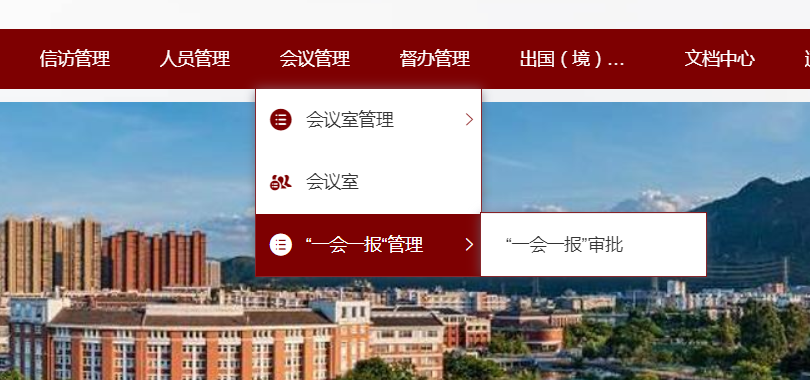 信访管理 人员管理 会议管理 督办管理 出国（境）... 文档中心
会议室管理
会议室
“一会一报“管理 “一会一报”审批